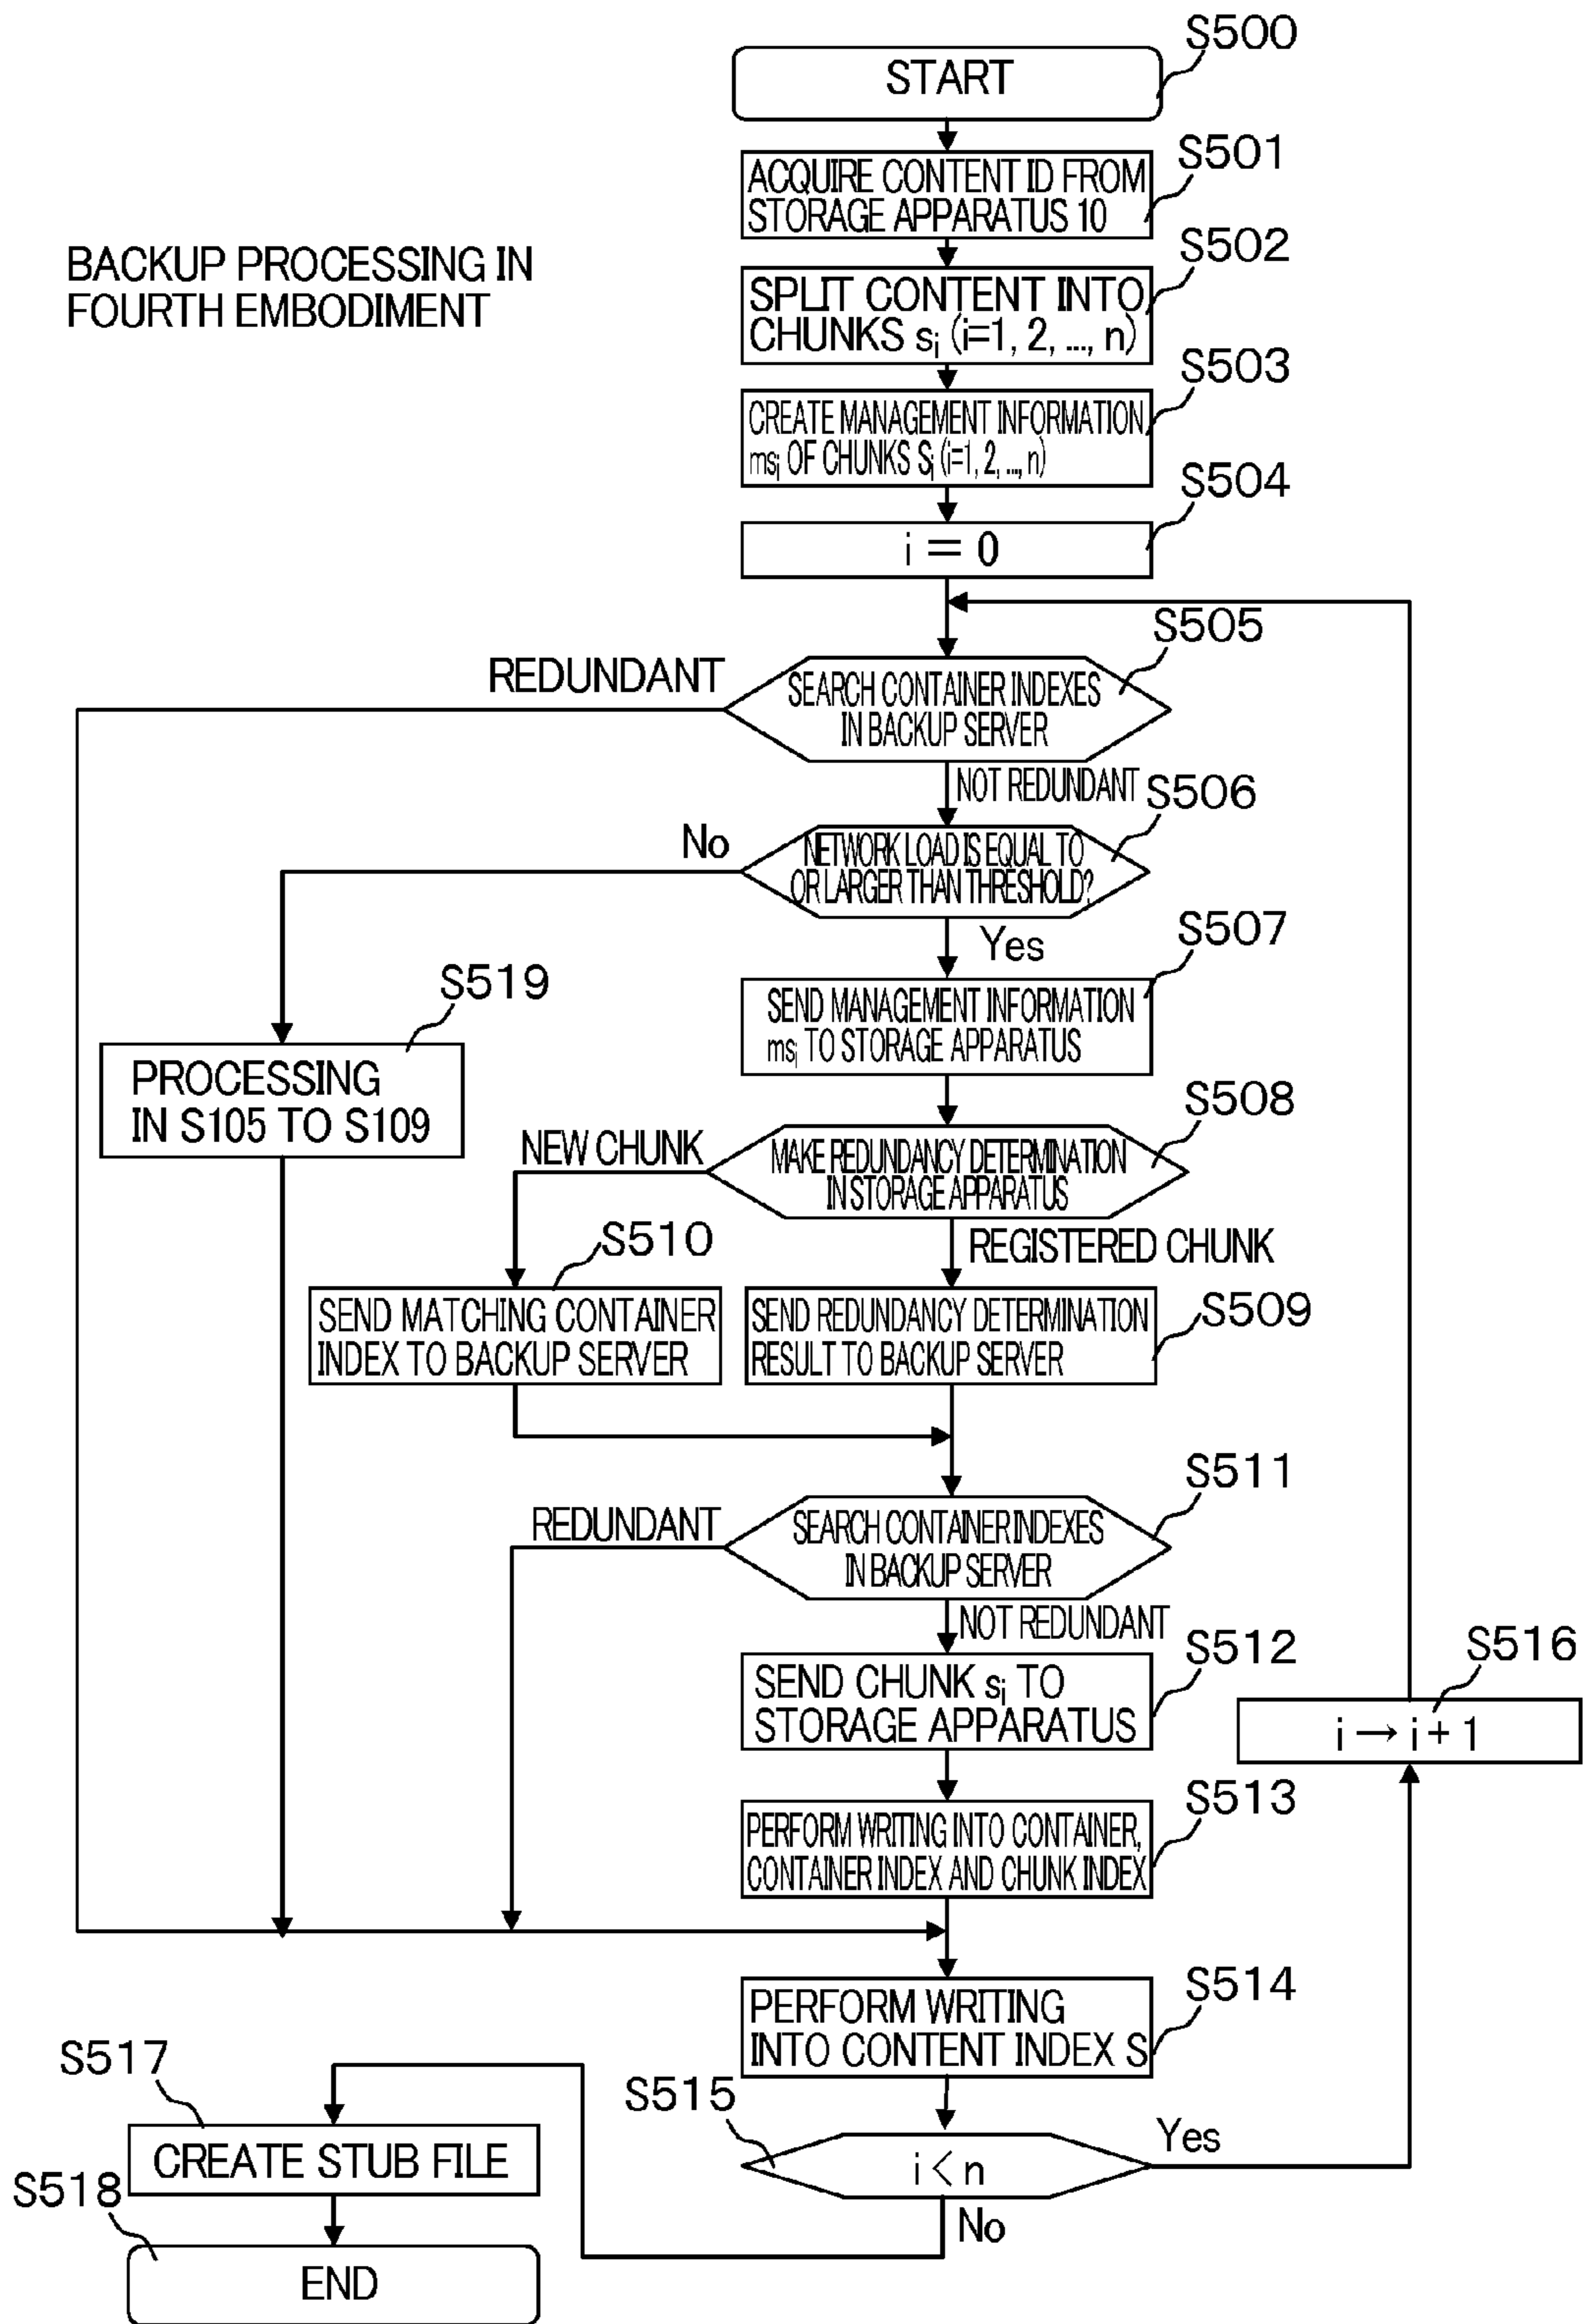 S500
START
S501
ACQUIRE CONTENT ID FROM
STORAGE APPARATUS 10
BACKUP PROCESSING IN
FOURTH EMBODIMENT
S502
SPLIT CONTENT INTO
CHUNKS si (i=1, 2, ..., n)
S503
CREATE MANAGEMENT INFORMATION
msi OF CHUNKS Si (i=1, 2, ..., n)
S504
i = 0
S505
REDUNDANT
SEARCH CONTAINER INDEXES
IN BACKUP SERVER
NOT REDUNDANT
S506
No
NETWORK LOAD IS EQUAL TO
OR LARGER THAN THRESHOLD?
Yes
S507
SEND MANAGEMENT INFORMATION
msi TO STORAGE APPARATUS
S519
PROCESSING
IN S105 TO S109
S508
NEW CHUNK
MAKE REDUNDANCY DETERMINATION
IN STORAGE APPARATUS
REGISTERED CHUNK
S510
SEND MATCHING CONTAINER
INDEX TO BACKUP SERVER
S509
SEND REDUNDANCY DETERMINATION
RESULT TO BACKUP SERVER
S511
REDUNDANT
SEARCH CONTAINER INDEXES
IN BACKUP SERVER
NOT REDUNDANT
S512
SEND CHUNK si TO
STORAGE APPARATUS
S516
i → i + 1
S513
PERFORM WRITING INTO CONTAINER,
CONTAINER INDEX AND CHUNK INDEX
S514
PERFORM WRITING
INTO CONTENT INDEX S
S515
i < n
Yes
No
S517
CREATE STUB FILE
S518
END